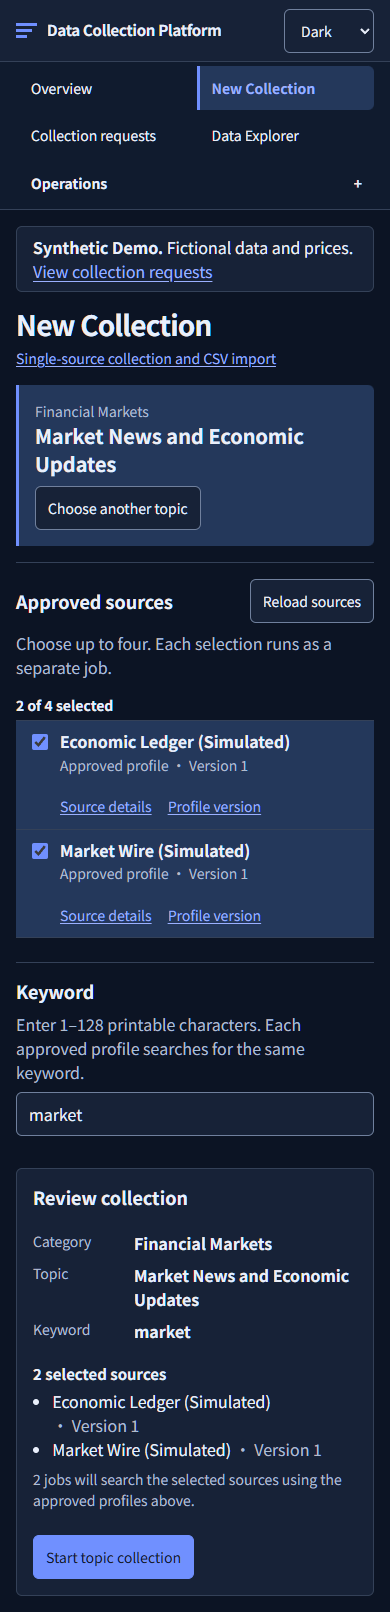 Data Collection Platform
Dark
Overview
New Collection
Collection requests
Data Explorer
Operations
+
Synthetic Demo. Fictional data and prices.
View collection requests
New Collection
Single-source collection and CSV import
Financial Markets
Market News and Economic
Updates
Choose another topic
Approved sources
Reload sources
Choose up to four. Each selection runs as a
separate job.
2 of 4 selected
Economic Ledger (Simulated)
Approved profile • Version 1
Source details
Profile version
Market Wire (Simulated)
Approved profile • Version 1
Source details
Profile version
Keyword
Enter 1–128 printable characters. Each
approved profile searches for the same
keyword.
market
Review collection
Category
Financial Markets
Topic
Market News and Economic
Updates
Keyword
market
2 selected sources
• Economic Ledger (Simulated)
• Version 1
• Market Wire (Simulated) • Version 1
2 jobs will search the selected sources using the
approved profiles above.
Start topic collection